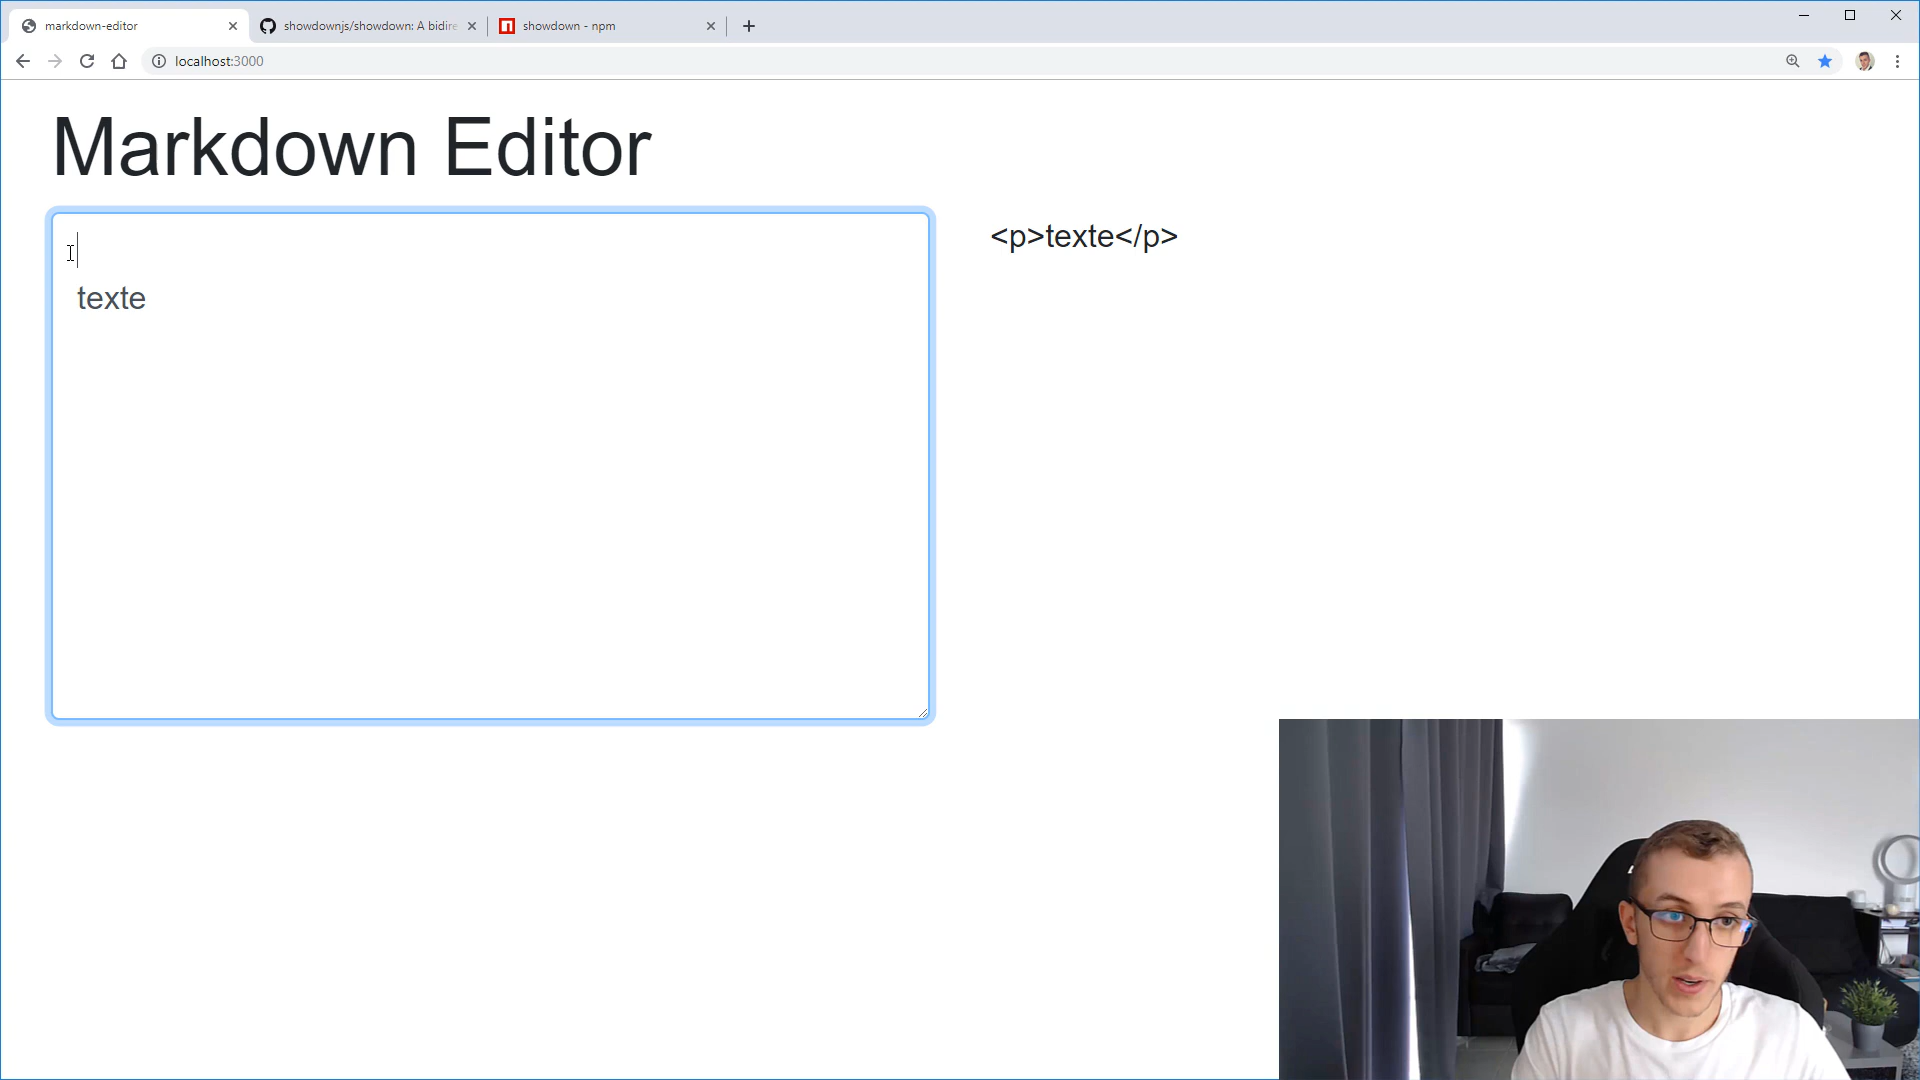 markdown-editor
showdownjs/showdown: A bidire
showdown - npm
localhost:3000
Markdown Editor
texte
<p>texte</p>